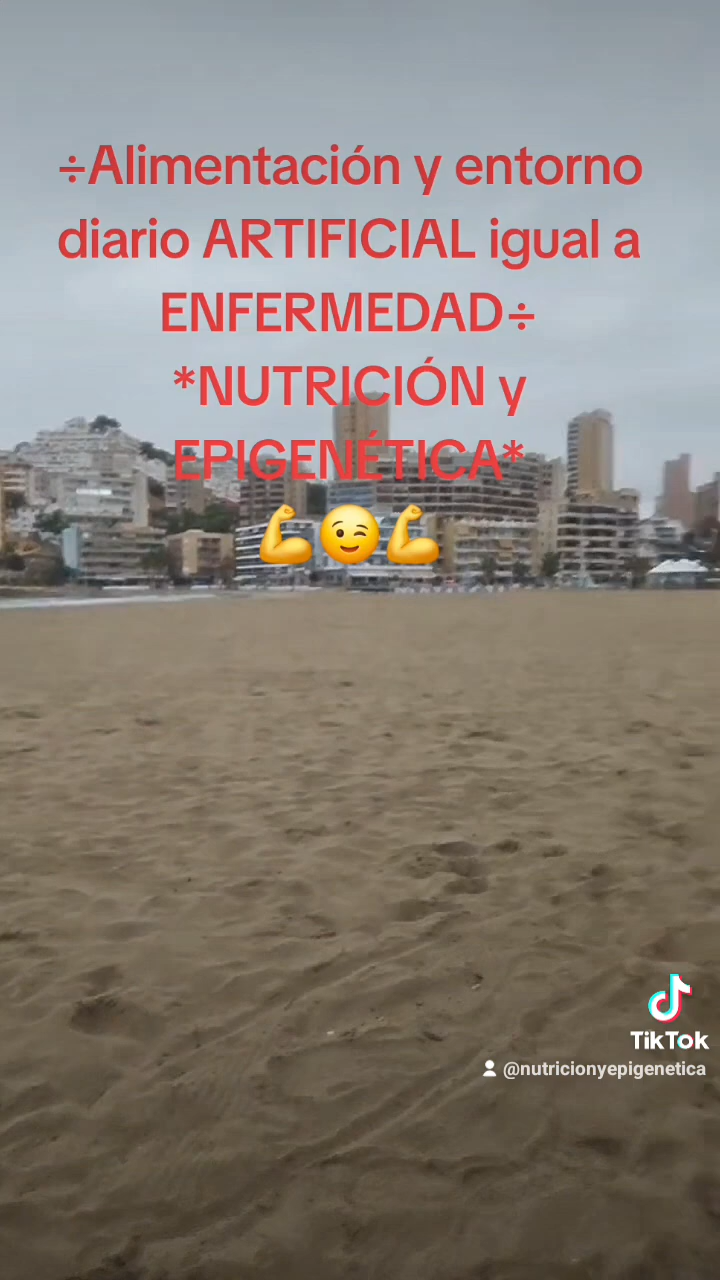 ÷Alimentación y entorno
diario ARTIFICIAL igual a
ENFERMEDAD÷
*NUTRICIÓN y
EPIGENÉTICA*
💪😉💪
TikTok
@nutricionyepigenetica